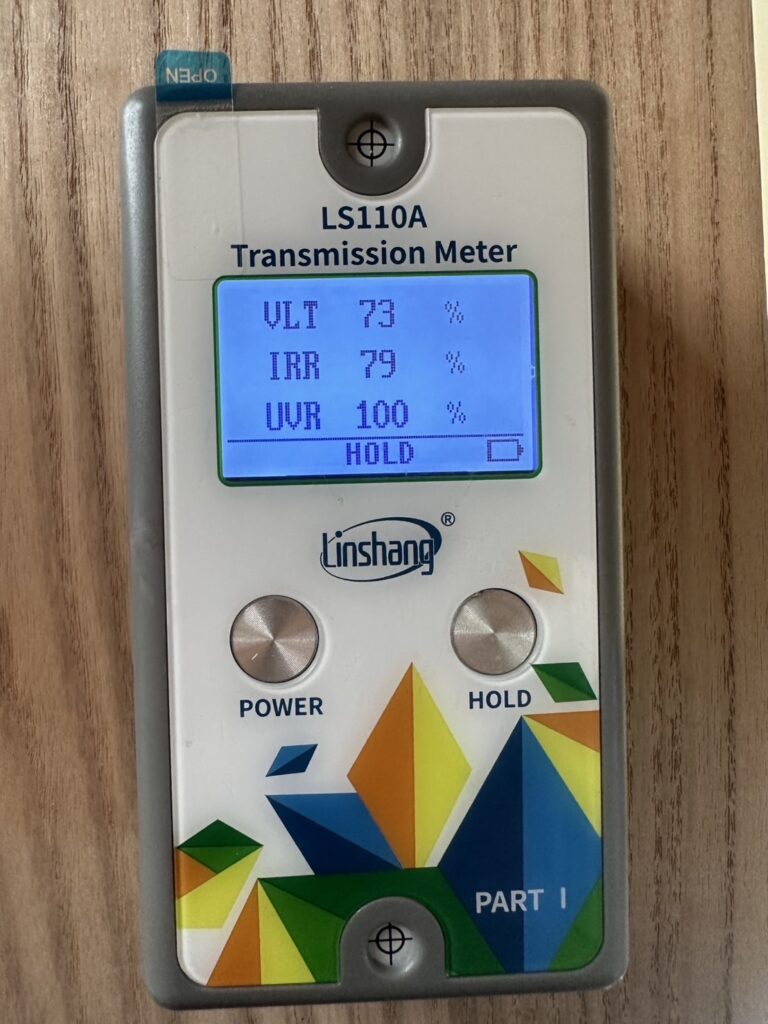 OPEN
LS110A
Transmission Meter
VLT 73 %
IRR 79 %
UVR 100 %
HOLD
Linshang®
POWER
HOLD
PART I